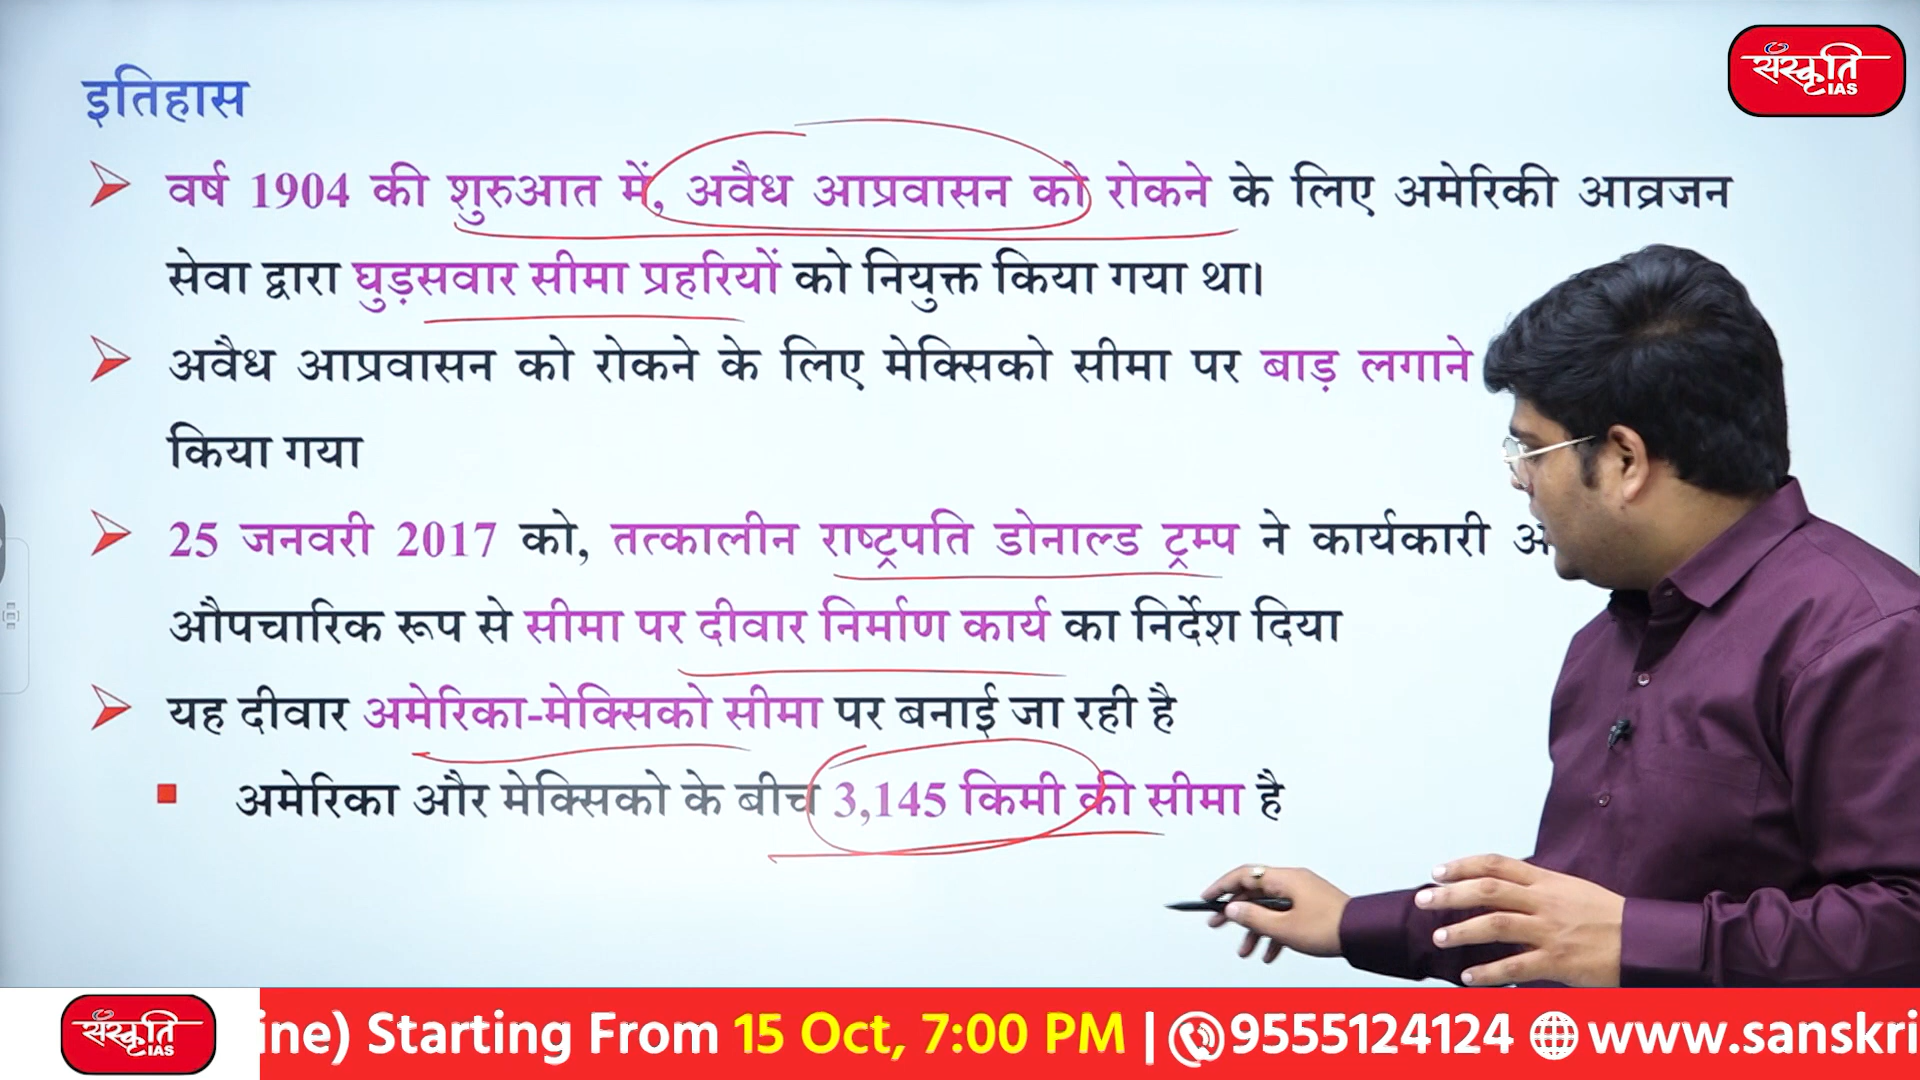 संस्कृति
IAS
इतिहास
वर्ष 1904 की शुरुआत में, अवैध आप्रवासन को रोकने के लिए अमेरिकी आव्रजन
सेवा द्वारा घुड़सवार सीमा प्रहरियों को नियुक्त किया गया था।
अवैध आप्रवासन को रोकने के लिए मेक्सिको सीमा पर बाड़ लगाने
किया गया
25 जनवरी 2017 को, तत्कालीन राष्ट्रपति डोनाल्ड ट्रम्प ने कार्यकारी
औपचारिक रूप से सीमा पर दीवार निर्माण कार्य का निर्देश दिया
यह दीवार अमेरिका-मेक्सिको सीमा पर बनाई जा रही है
अमेरिका और मेक्सिको के बीच 3,145 किमी की सीमा है
संस्कृति
IAS
ine) Starting From 15 Oct, 7:00 PM | 9555124124 www.sanskri